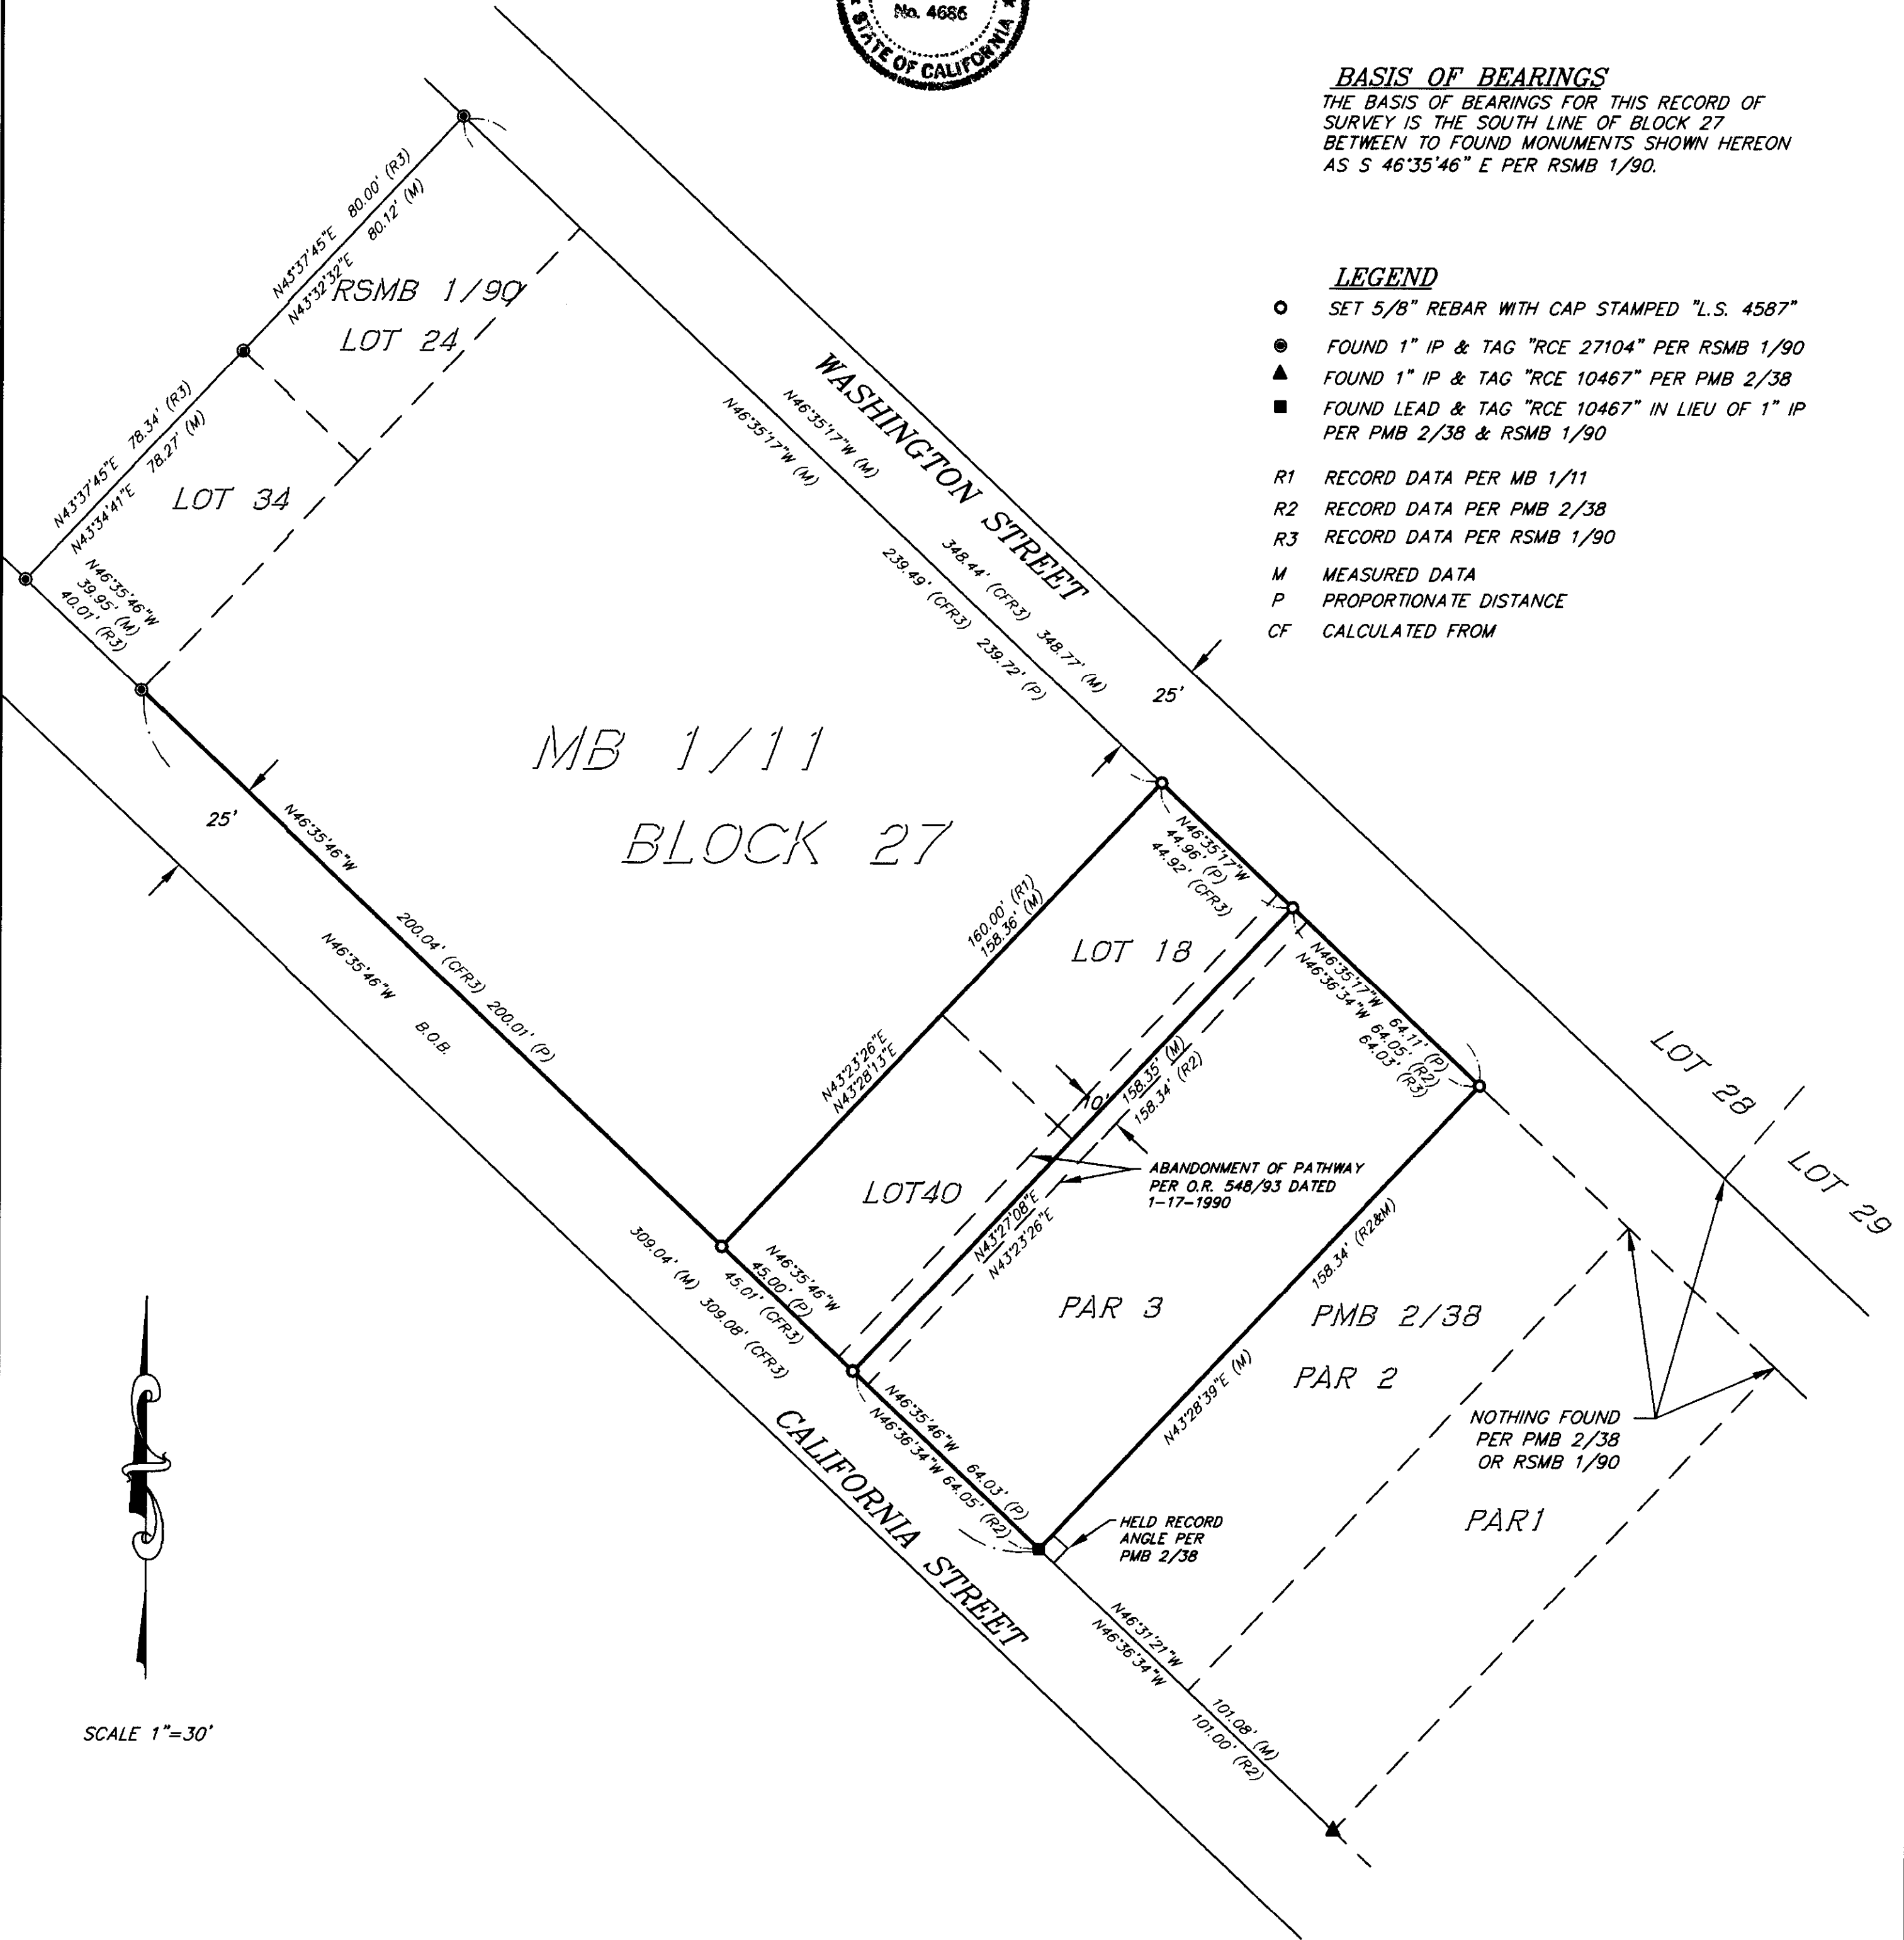 No. 4686
STATE OF CALIFORNIA
BASIS OF BEARINGS
THE BASIS OF BEARINGS FOR THIS RECORD OF
SURVEY IS THE SOUTH LINE OF BLOCK 27
BETWEEN TO FOUND MONUMENTS SHOWN HEREON
AS S 46°35'46" E PER RSMB 1/90.
LEGEND
SET 5/8" REBAR WITH CAP STAMPED "L.S. 4587"
FOUND 1" IP & TAG "RCE 27104" PER RSMB 1/90
FOUND 1" IP & TAG "RCE 10467" PER PMB 2/38
FOUND LEAD & TAG "RCE 10467" IN LIEU OF 1" IP
PER PMB 2/38 & RSMB 1/90
R1 RECORD DATA PER MB 1/11
R2 RECORD DATA PER PMB 2/38
R3 RECORD DATA PER RSMB 1/90
M MEASURED DATA
P PROPORTIONATE DISTANCE
CF CALCULATED FROM
N43°37'45"E 80.00' (R3)
N43°32'32"E 80.12' (M)
RSMB 1/90
LOT 24
N43°37'45"E 78.34' (R3)
N43°34'41"E 78.27' (M)
LOT 34
N46°35'46"W
39.95' (M)
40.01' (R3)
WASHINGTON STREET
N46°35'17"W (M)
N46°35'17"W (M)
348.44' (CFR3) 348.77' (M)
239.49' (CFR3) 239.72' (P)
25'
MB 1/11
BLOCK 27
25'
N46°35'46"W
200.04' (CFR3) 200.01' (P)
N46°35'46"W
B.O.B.
309.04' (M) 309.08' (CFR3)
N46°35'17"W
44.96' (P)
44.92' (CFR3)
160.00' (R1)
158.36' (M)
N43°23'26"E
N43°28'13"E
LOT 18
N46°35'17"W 64.11' (P)
N46°36'34"W 64.05' (R2)
64.03' (R3)
158.35' (M)
158.34' (R2)
10'
N43°27'08"E
N43°23'26"E
ABANDONMENT OF PATHWAY
PER O.R. 548/93 DATED
1-17-1990
LOT40
N46°35'46"W
45.00' (P)
45.01' (CFR3)
PAR 3
158.34' (R2&M)
N43°28'39"E (M)
PMB 2/38
PAR 2
LOT 28
LOT 29
NOTHING FOUND
PER PMB 2/38
OR RSMB 1/90
PAR1
N46°35'46"W 64.03' (P)
N46°36'34"W 64.05' (R2)
HELD RECORD
ANGLE PER
PMB 2/38
CALIFORNIA STREET
N46°31'21"W 101.08' (M)
N46°36'34"W 101.00' (R2)
SCALE 1"=30'